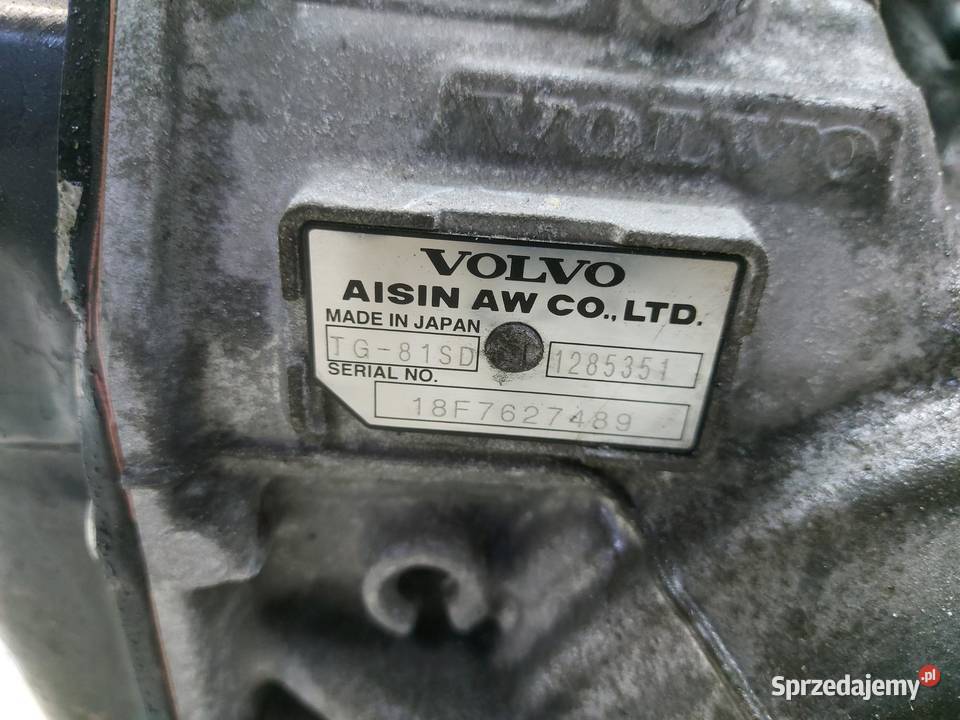 VOLVO
VOLVO
AISIN AW CO., LTD.
MADE IN JAPAN
TG-81SD 1285351
SERIAL NO.
18F7627489
Sprzedajemy.pl